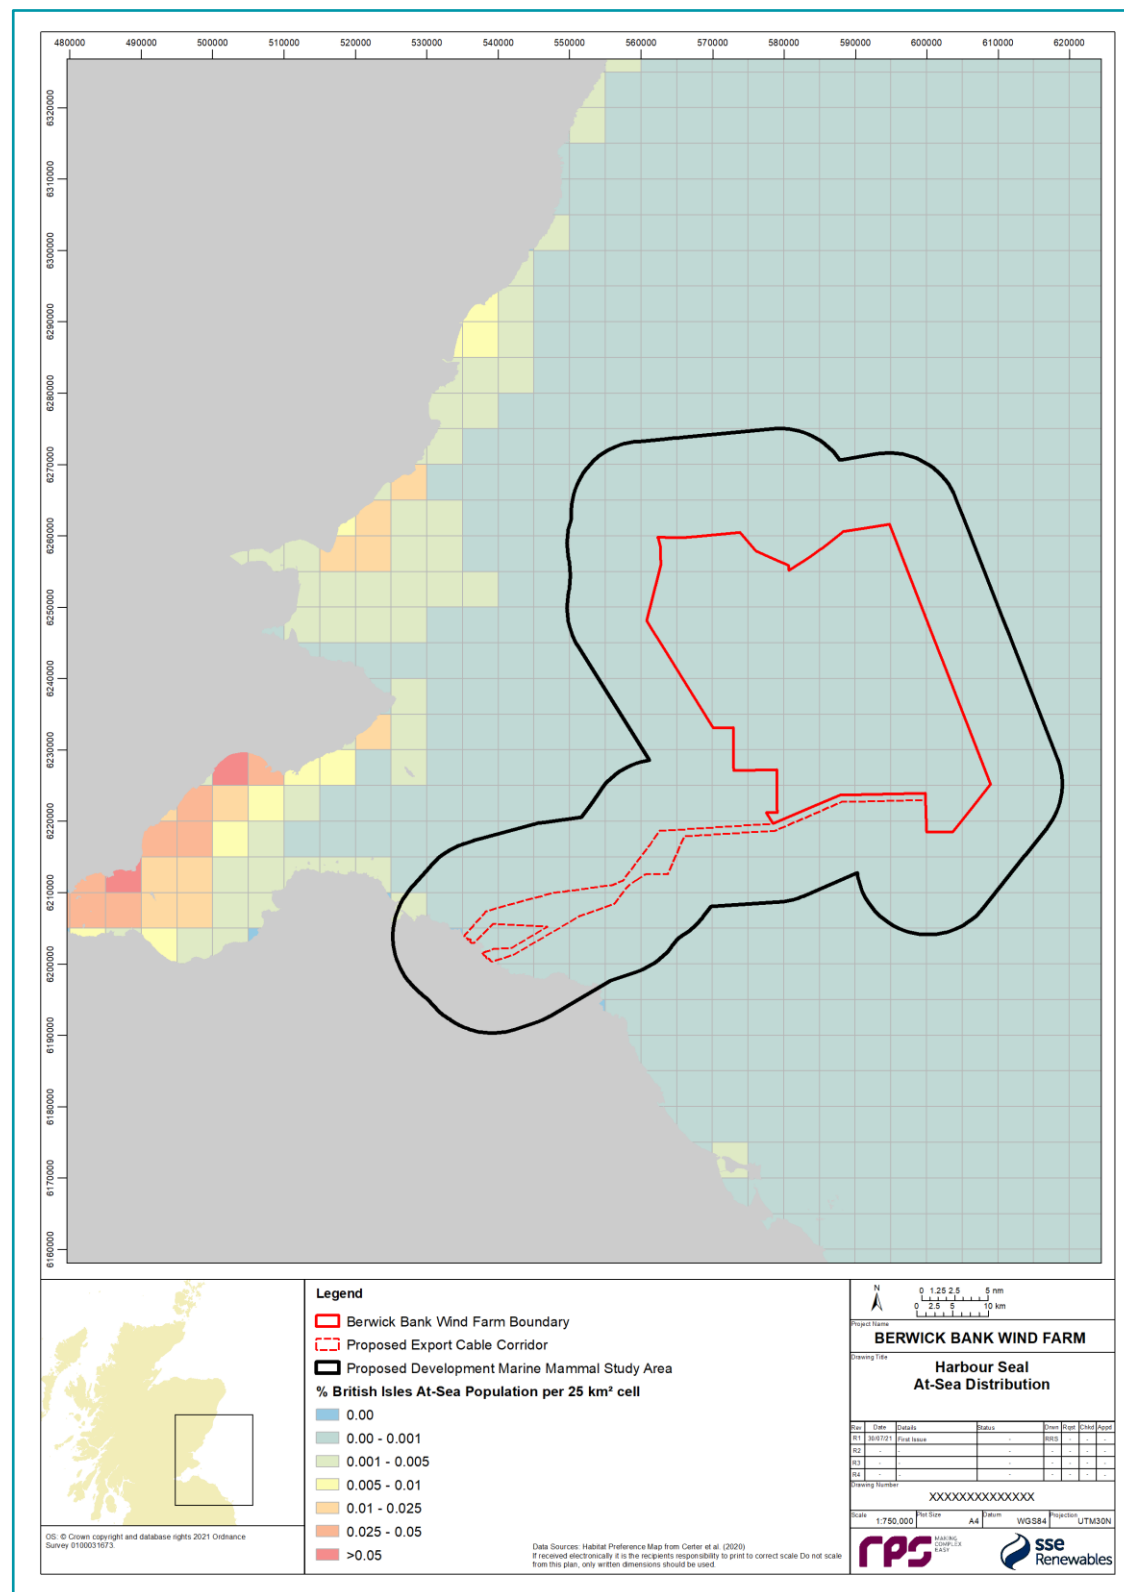 480000 490000 500000 510000 520000 530000 540000 550000 560000 570000 580000 590000 600000 610000 620000
6320000
6310000
6300000
6290000
6280000
6270000
6260000
6250000
6240000
6230000
6220000
6210000
6200000
6190000
6180000
6170000
6160000
OS: © Crown copyright and database rights 2021 Ordnance
Survey 0100031673.
Legend
Berwick Bank Wind Farm Boundary
Proposed Export Cable Corridor
Proposed Development Marine Mammal Study Area
% British Isles At-Sea Population per 25 km² cell
0.00
0.00 - 0.001
0.001 - 0.005
0.005 - 0.01
0.01 - 0.025
0.025 - 0.05
>0.05
Data Sources: Habitat Preference Map from Certer et al. (2020)
If received electronically it is the recipients responsibility to print to correct scale Do not scale
from this plan, only written dimensions should be used.
N
0 1.25 2.5 5 nm
0 2.5 5 10 km
Project Name
BERWICK BANK WIND FARM
Drawing Title
Harbour Seal
At-Sea Distribution
Rev Date Details Status Drwn Rqst Chkd Appd
R1 30/07/21 First Issue - RRS - - -
R2 - - - - - - -
R3 - - - - - - -
R4 - - - - - - -
Drawing Number
XXXXXXXXXXXXXX
Scale 1:750,000 Plot Size A4 Datum WGS84 Projection UTM30N
rps MAKING
COMPLEX
EASY
sse
Renewables